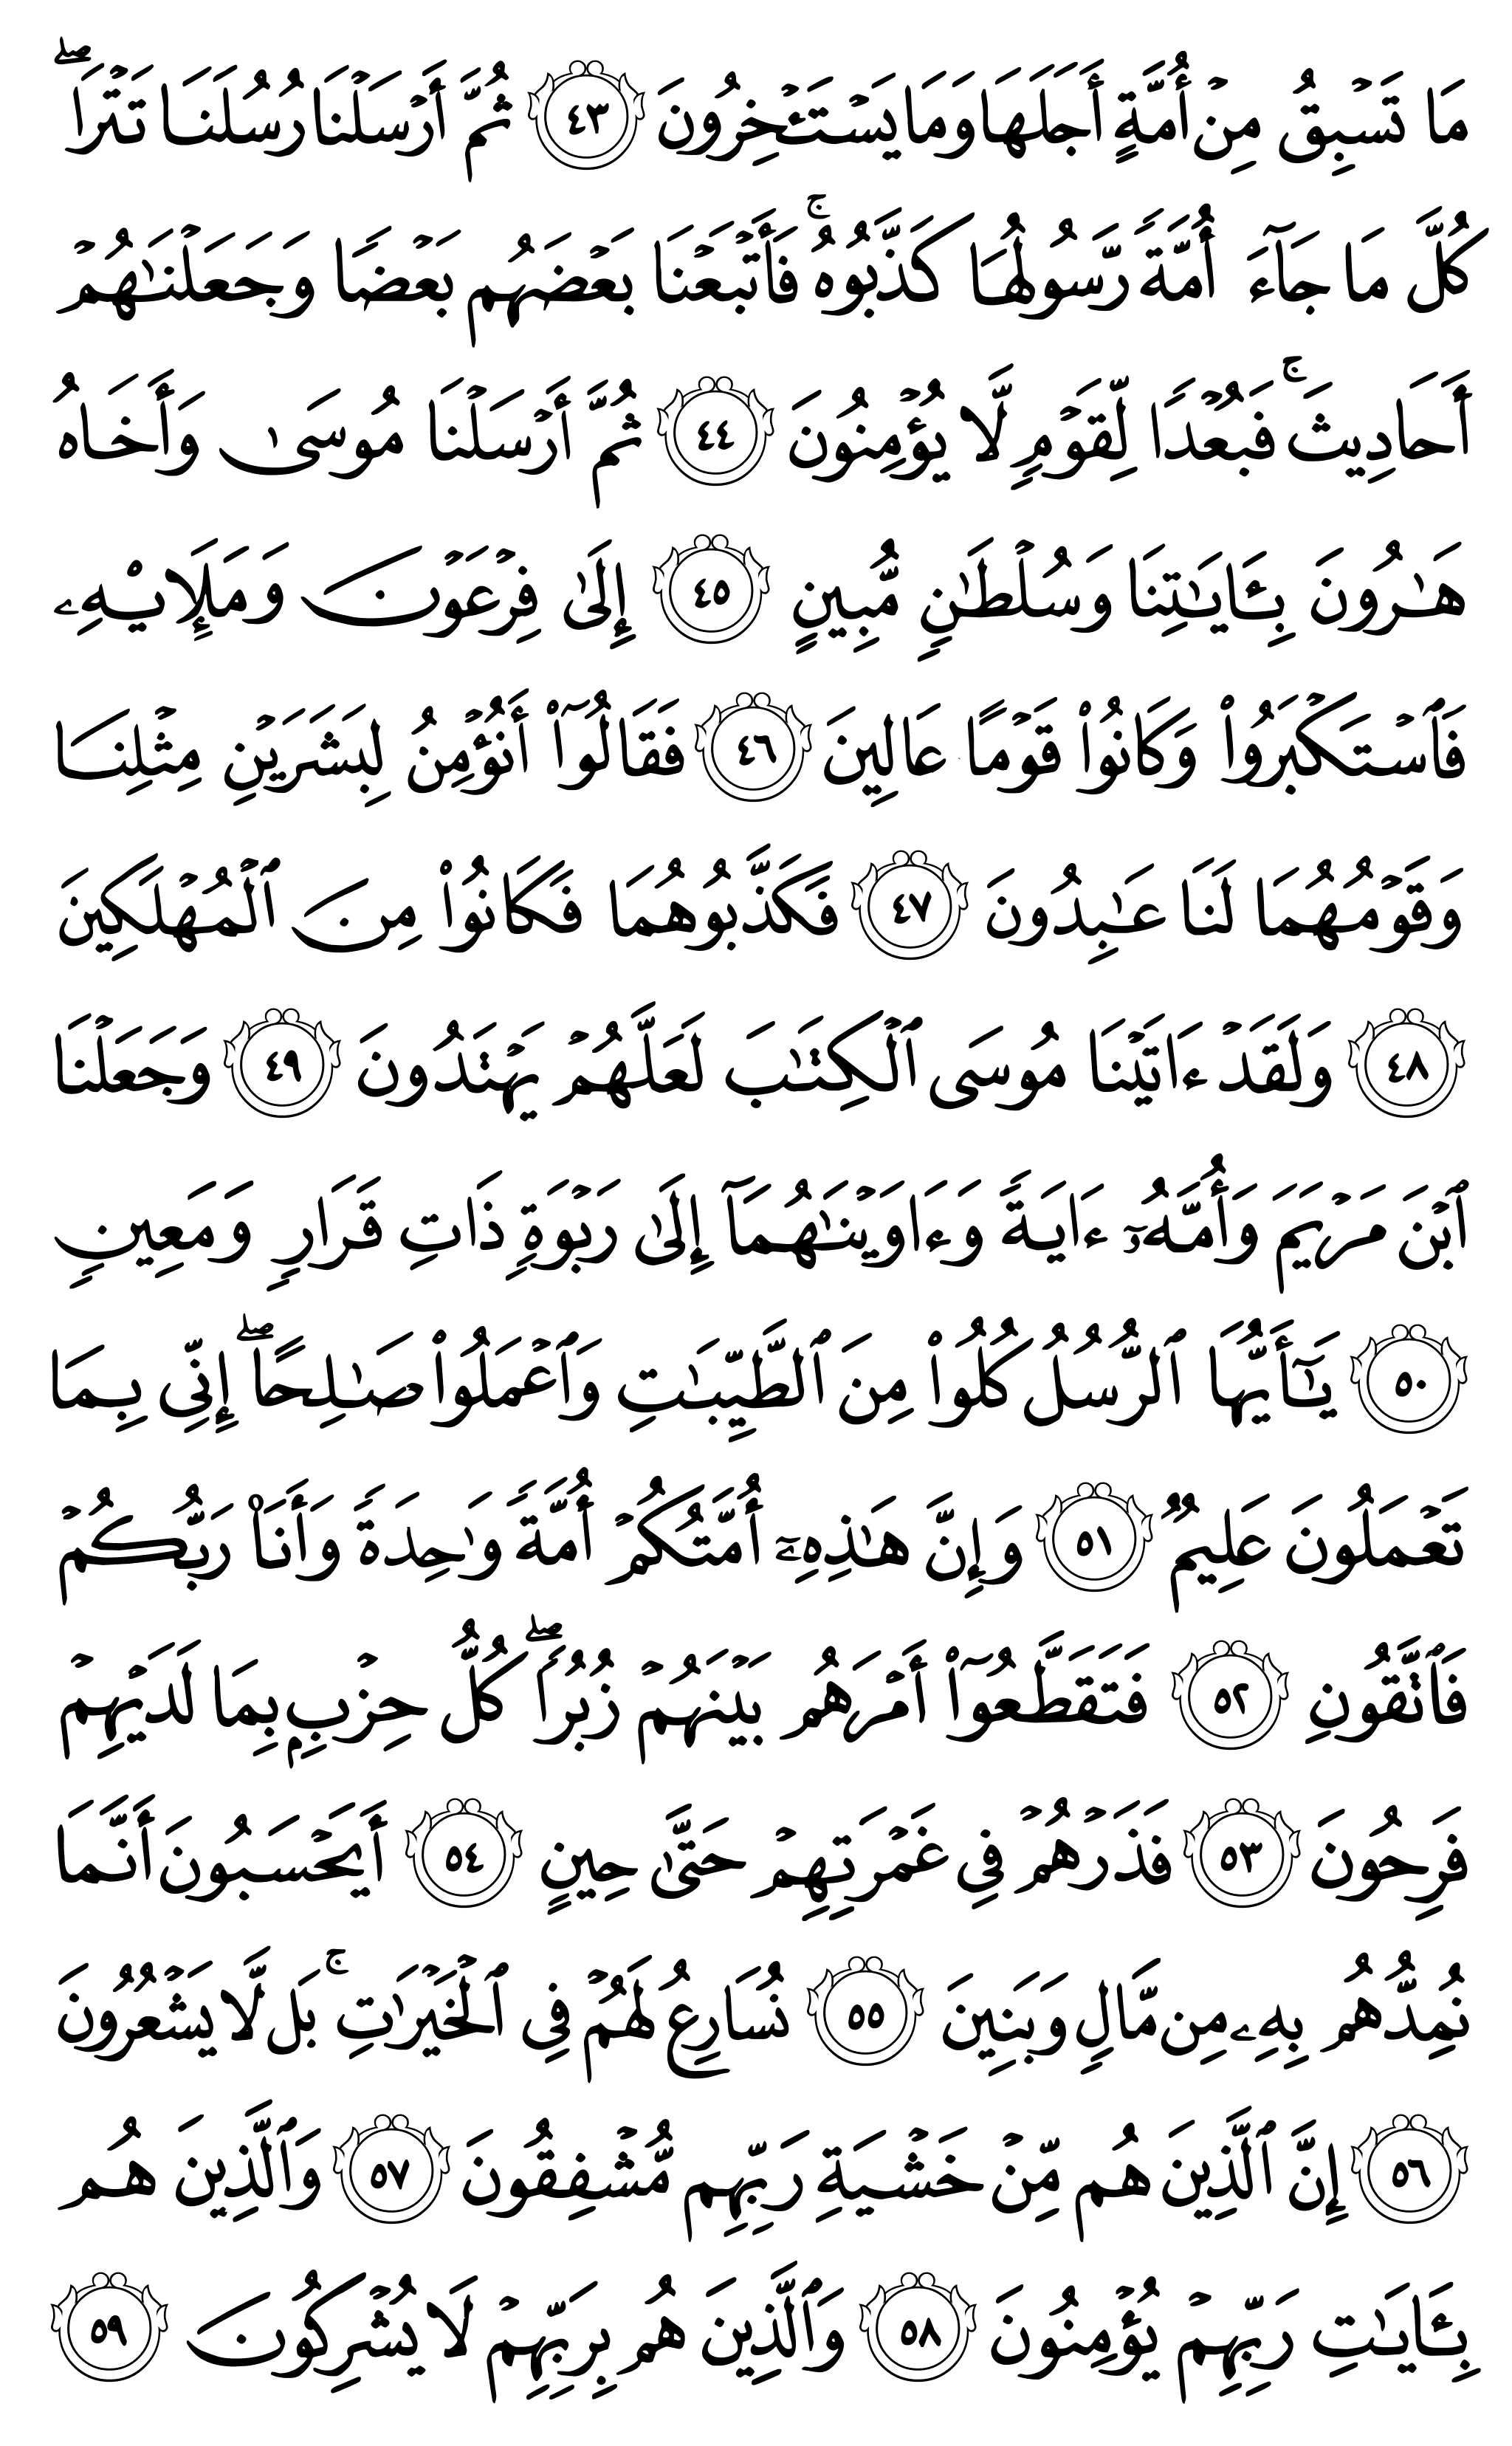 مَا تَسۡبِقُ مِنۡ أُمَّةٍ أَجَلَهَا وَمَا يَسۡتَـٔۡخِرُونَ ٤٣ ثُمَّ أَرۡسَلۡنَا رُسُلَنَا تَتۡرَاۖ
كُلَّ مَا جَآءَ أُمَّةٗ رَّسُولُهَا كَذَّبُوهُۚ فَأَتۡبَعۡنَا بَعۡضَهُم بَعۡضٗا وَجَعَلۡنَٰهُمۡ
أَحَادِيثَۚ فَبُعۡدٗا لِّقَوۡمٖ لَّا يُؤۡمِنُونَ ٤٤ ثُمَّ أَرۡسَلۡنَا مُوسَىٰ وَأَخَاهُ
هَٰرُونَ بِـَٔايَٰتِنَا وَسُلۡطَٰنٖ مُّبِينٍ ٤٥ إِلَىٰ فِرۡعَوۡنَ وَمَلَإِيْهِۦ
فَٱسۡتَكۡبَرُواْ وَكَانُواْ قَوۡمًا عَالِينَ ٤٦ فَقَالُوٓاْ أَنُؤۡمِنُ لِبَشَرَيۡنِ مِثۡلِنَا
وَقَوۡمُهُمَا لَنَا عَٰبِدُونَ ٤٧ فَكَذَّبُوهُمَا فَكَانُواْ مِنَ ٱلۡمُهۡلَكِينَ
٤٨ وَلَقَدۡ ءَاتَيۡنَا مُوسَى ٱلۡكِتَٰبَ لَعَلَّهُمۡ يَهۡتَدُونَ ٤٩ وَجَعَلۡنَا
ٱبۡنَ مَرۡيَمَ وَأُمَّهُۥٓ ءَايَةٗ وَءَاوَيۡنَٰهُمَآ إِلَىٰ رَبۡوَةٖ ذَاتِ قَرَارٖ وَمَعِينٖ
٥٠ يَٰٓأَيُّهَا ٱلرُّسُلُ كُلُواْ مِنَ ٱلطَّيِّبَٰتِ وَٱعۡمَلُواْ صَٰلِحًاۖ إِنِّي بِمَا
تَعۡمَلُونَ عَلِيمٞ ٥١ وَإِنَّ هَٰذِهِۦٓ أُمَّتُكُمۡ أُمَّةٗ وَٰحِدَةٗ وَأَنَا۠ رَبُّكُمۡ
فَٱتَّقُونِ ٥٢ فَتَقَطَّعُوٓاْ أَمۡرَهُم بَيۡنَهُمۡ زُبُرٗاۖ كُلُّ حِزۡبِۭ بِمَا لَدَيۡهِمۡ
فَرِحُونَ ٥٣ فَذَرۡهُمۡ فِي غَمۡرَتِهِمۡ حَتَّىٰ حِينٍ ٥٤ أَيَحۡسَبُونَ أَنَّمَا
نُمِدُّهُم بِهِۦ مِن مَّالٖ وَبَنِينَ ٥٥ نُسَارِعُ لَهُمۡ فِي ٱلۡخَيۡرَٰتِۚ بَل لَّا يَشۡعُرُونَ
٥٦ إِنَّ ٱلَّذِينَ هُم مِّنۡ خَشۡيَةِ رَبِّهِم مُّشۡفِقُونَ ٥٧ وَٱلَّذِينَ هُم
بِـَٔايَٰتِ رَبِّهِمۡ يُؤۡمِنُونَ ٥٨ وَٱلَّذِينَ هُم بِرَبِّهِمۡ لَا يُشۡرِكُونَ ٥٩